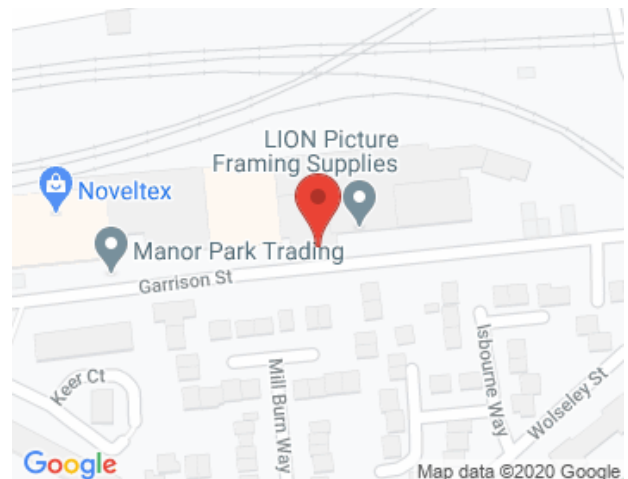 LION Picture
Framing Supplies
Noveltex
Manor Park Trading
Garrison St
Keer Ct
Mill Burn Way
Isbourne Way
Wolseley St
Google
Map data ©2020 Google